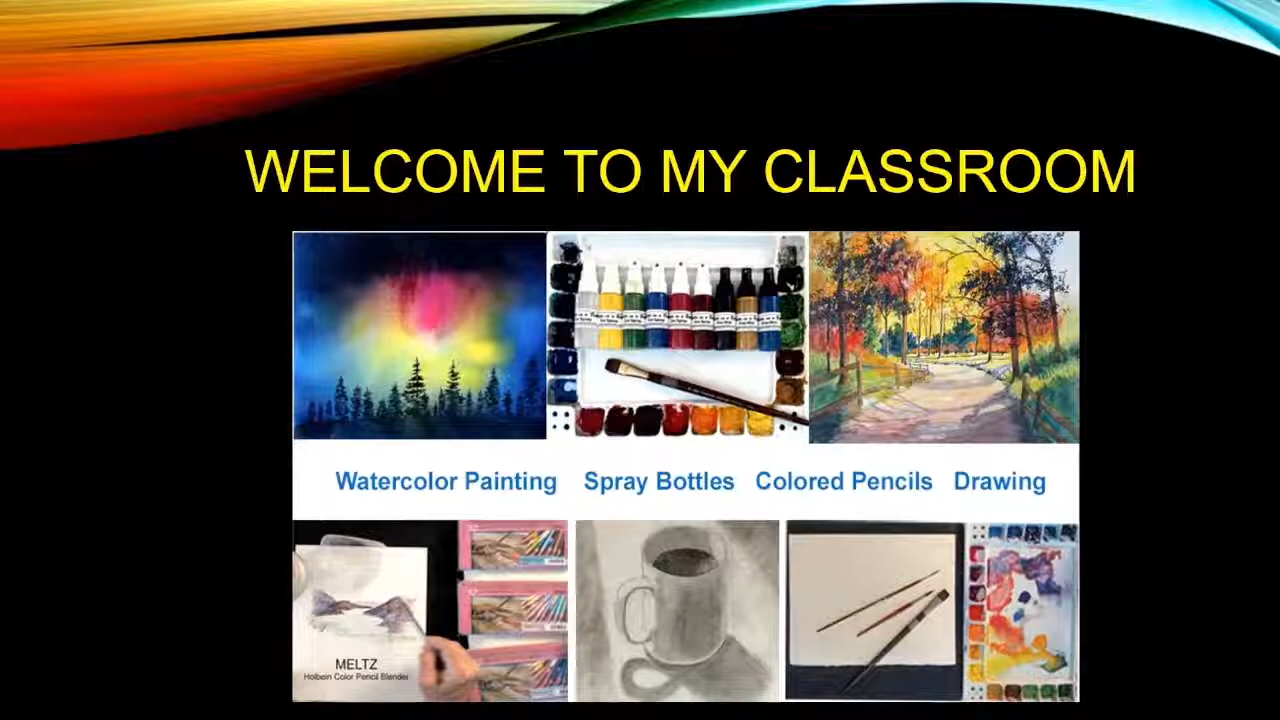 WELCOME TO MY CLASSROOM
Watercolor Painting Spray Bottles Colored Pencils Drawing
MELTZ
Holbein Color Pencil Blender